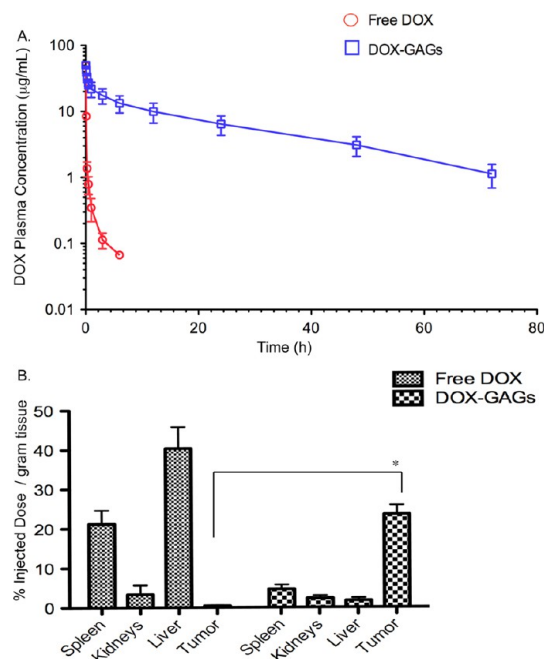 A.
Free DOX
DOX-GAGs
DOX Plasma Concentration (µg/mL)
100
10
1
0.1
0.01
0
20
40
60
80
Time (h)
B.
Free DOX
DOX-GAGs
% Injected Dose / gram tissue
50
40
30
20
10
0
*
Spleen
Kidneys
Liver
Tumor
Spleen
Kidneys
Liver
Tumor